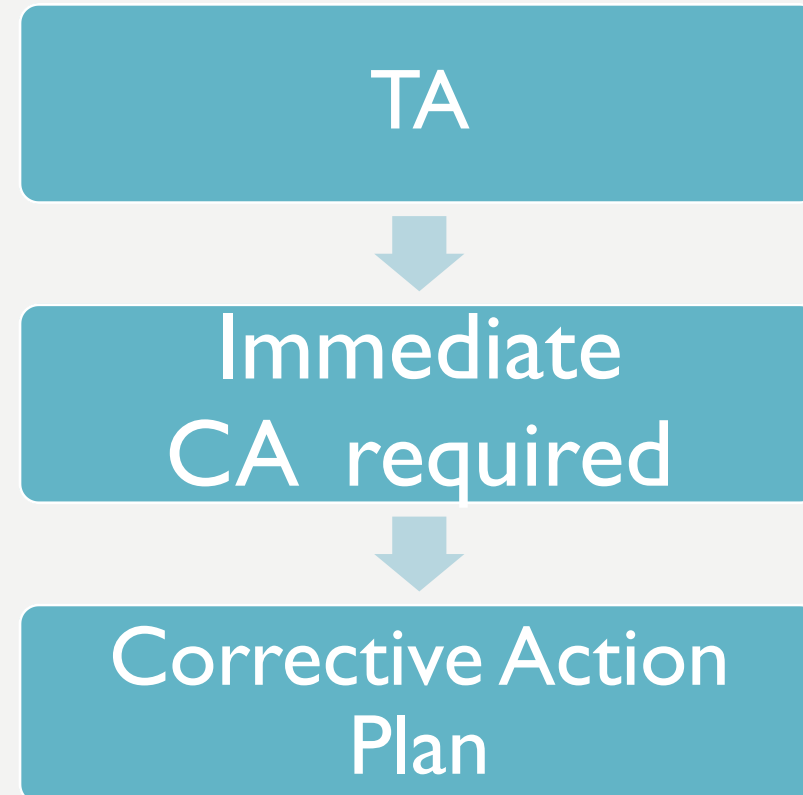 TA
Immediate
CA required
Corrective Action
Plan